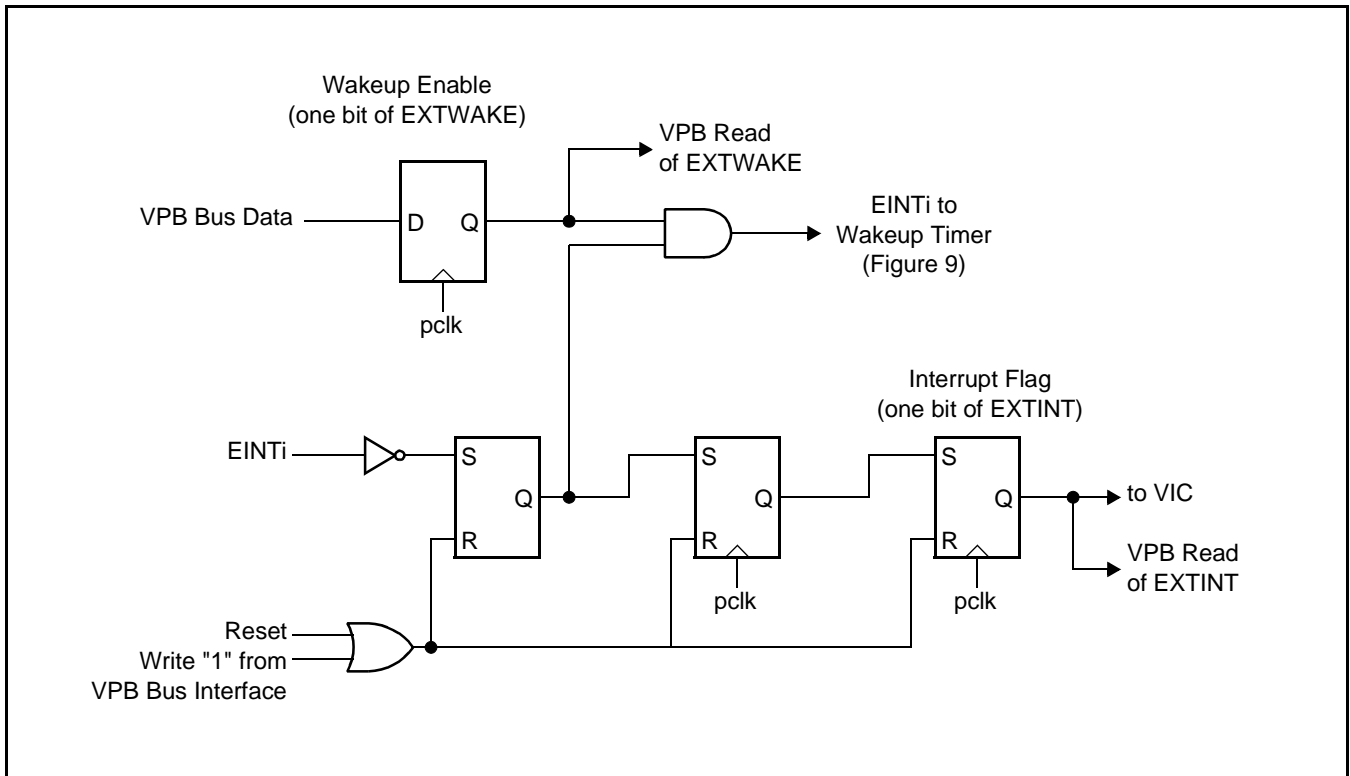 Wakeup Enable
(one bit of EXTWAKE)
VPB Read
of EXTWAKE
VPB Bus Data
D
Q
EINTi to
Wakeup Timer
(Figure 9)
pclk
Interrupt Flag
(one bit of EXTINT)
EINTi
S
Q
R
S
Q
R
pclk
S
Q
R
pclk
to VIC
VPB Read
of EXTINT
Reset
Write "1" from
VPB Bus Interface